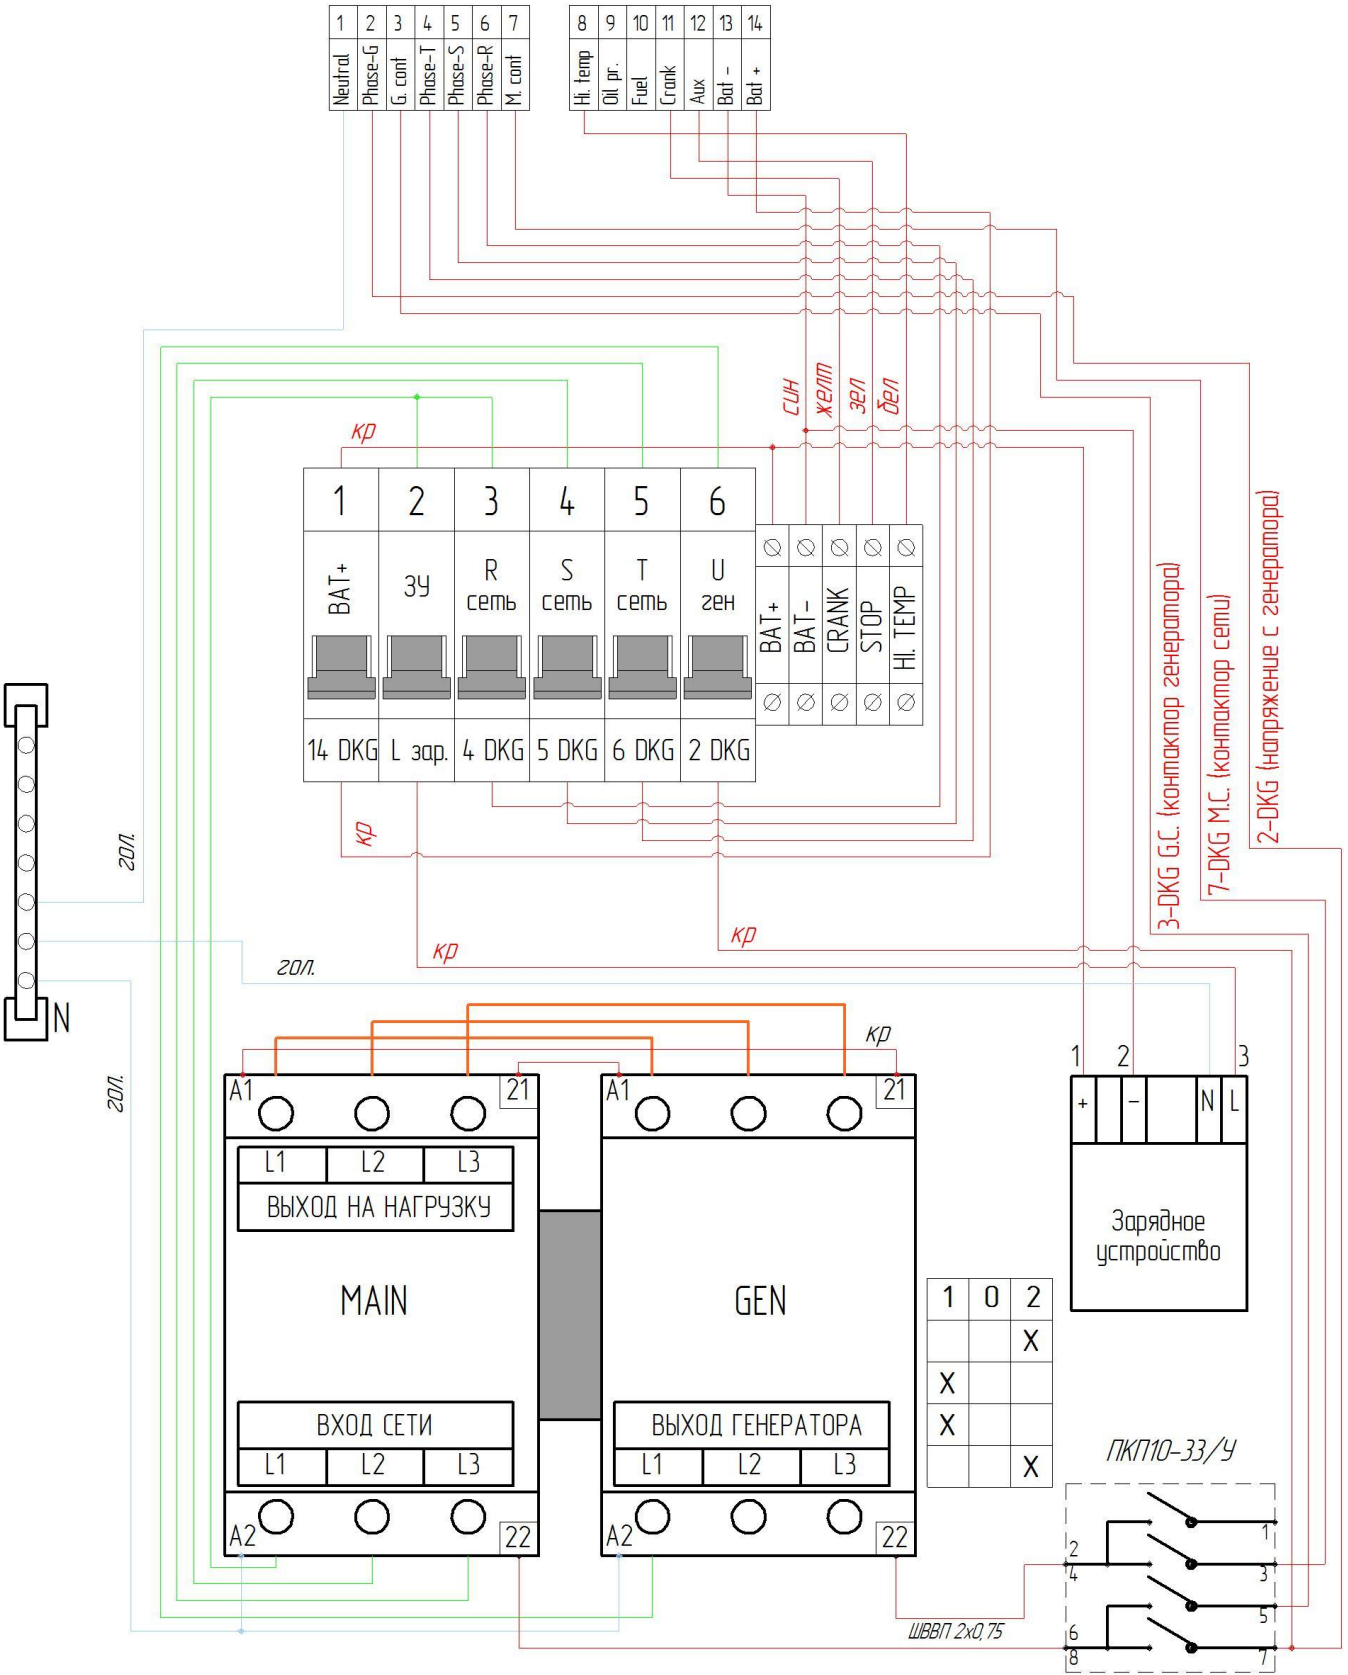 1 2 3 4 5 6 7
Neutral
Phase-G
G. cont
Phase-T
Phase-S
Phase-R
M. cont
8 9 10 11 12 13 14
Hi. temp
Oil pr.
Fuel
Crank
Aux
Bat -
Bat +
син
желт
зел
бел
кр
1 2 3 4 5 6
BAT+
ЗУ
R
сеть
S
сеть
T
сеть
U
ген
BAT+
BAT-
CRANK
STOP
HI. TEMP
14 DKG
L зар.
4 DKG
5 DKG
6 DKG
2 DKG
кр
кр
кр
3-DKG G.C. (контактор генератора)
7-DKG M.C. (контактор сети)
2-DKG (напряжение с генератора)
гол.
гол.
гол.
N
кр
A1
21
A1
21
L1 L2 L3
ВЫХОД НА НАГРУЗКУ
MAIN
GEN
ВХОД СЕТИ
L1 L2 L3
ВЫХОД ГЕНЕРАТОРА
L1 L2 L3
A2
22
A2
22
1 2 3
+ - N L
Зарядное
устройство
1 0 2
X
X
X
X
ПКП10-33/У
2
4
6
8
1
3
5
7
ШВВП 2х0,75